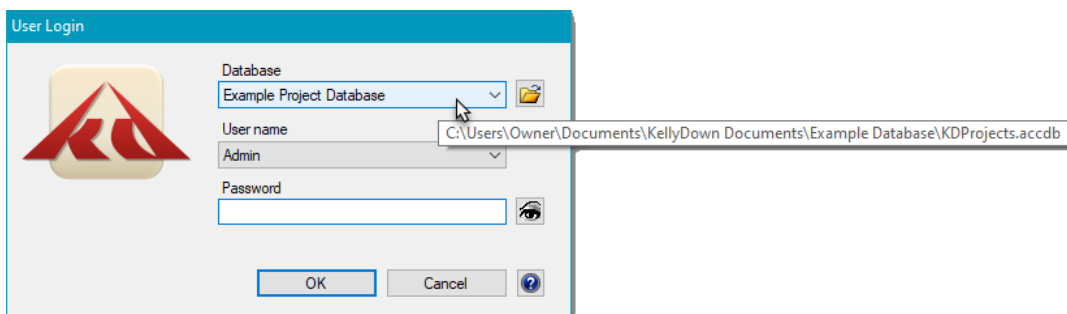 User Login
Database
Example Project Database
User name
C:\Users\Owner\Documents\KellyDown Documents\Example Database\KDProjects.accdb
Admin
Password
OK
Cancel